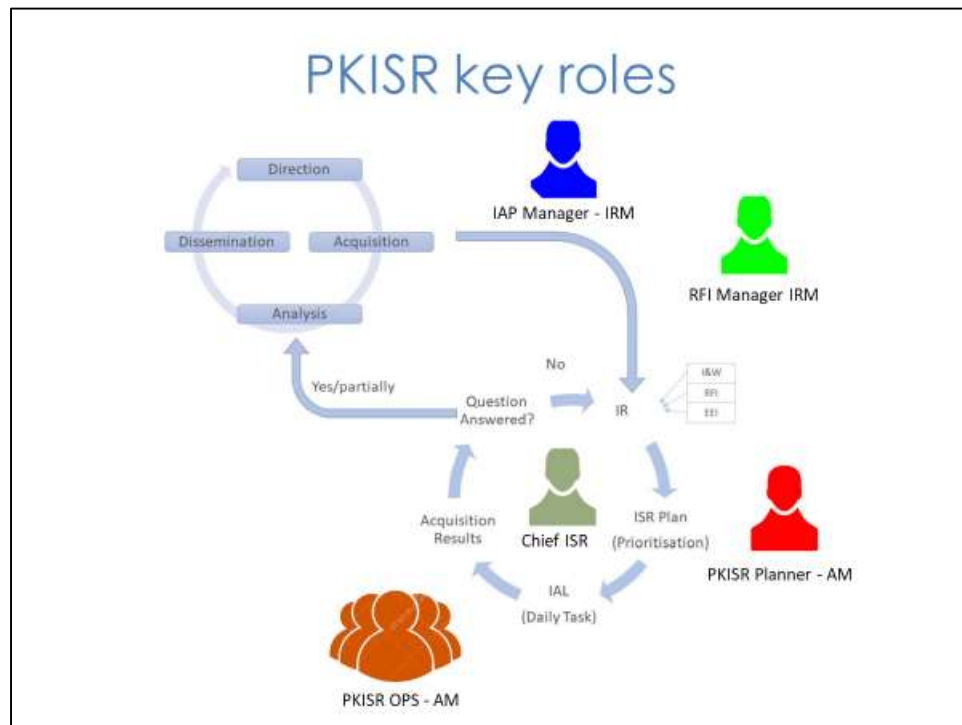 PKISR key roles
Direction
IAP Manager - IRM
Dissemination
Acquisition
RFI Manager IRM
Analysis
No
Yes/partially
Question
Answered?
IR
I&W
RFI
EEI
Acquisition
Results
Chief ISR
ISR Plan
(Prioritisation)
PKISR Planner - AM
IAL
(Daily Task)
PKISR OPS - AM